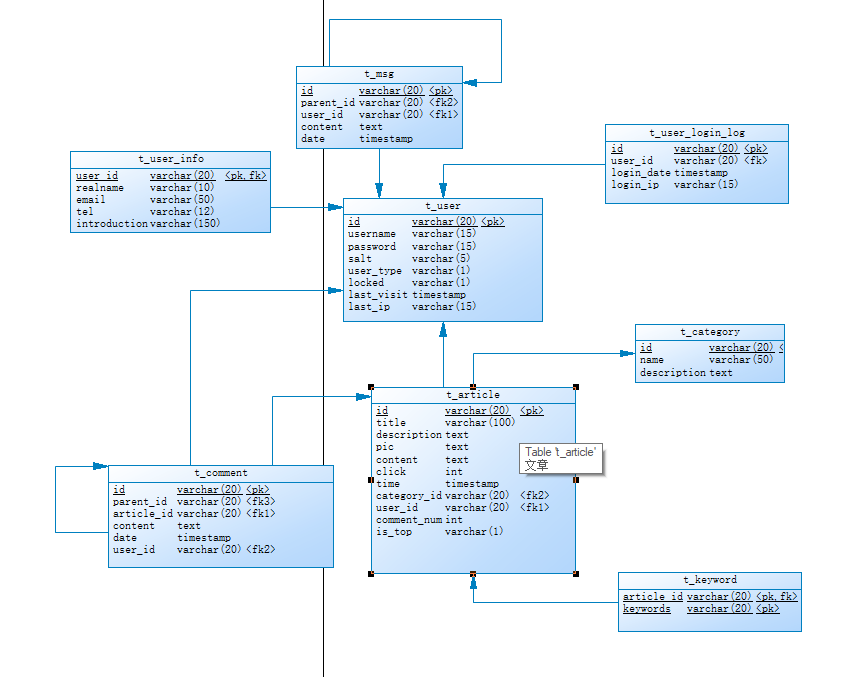 t_msg
id varchar(20) <pk>
parent_id varchar(20) <fk2>
user_id varchar(20) <fk1>
content text
date timestamp
t_user_login_log
id varchar(20) <pk>
user_id varchar(20) <fk>
login_date timestamp
login_ip varchar(15)
t_user_info
user_id varchar(20) <pk,fk>
realname varchar(10)
email varchar(50)
tel varchar(12)
introduction varchar(150)
t_user
id varchar(20) <pk>
username varchar(15)
password varchar(15)
salt varchar(5)
user_type varchar(1)
locked varchar(1)
last_visit timestamp
last_ip varchar(15)
t_category
id varchar(20) <
name varchar(50)
description text
t_article
id varchar(20) <pk>
title varchar(100)
description text
pic text
content text
click int
time timestamp
category_id varchar(20) <fk2>
user_id varchar(20) <fk1>
comment_num int
is_top varchar(1)
Table 't_article'
文章
t_comment
id varchar(20) <pk>
parent_id varchar(20) <fk3>
article_id varchar(20) <fk1>
content text
date timestamp
user_id varchar(20) <fk2>
t_keyword
article_id varchar(20) <pk,fk>
keywords varchar(20) <pk>